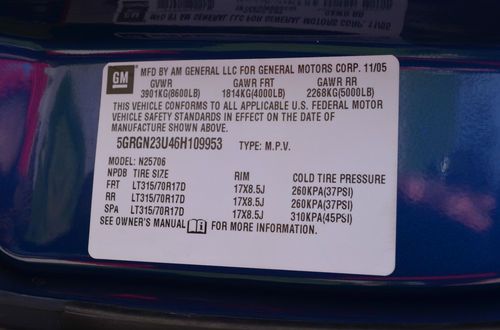 MFD BY AM GENERAL LLC FOR GENERAL MOTORS CORP. 11/05
GM
GVWR GAWR FRT GAWR RR
3901KG(8600LB) 1814KG(4000LB) 2268KG(5000LB)
THIS VEHICLE CONFORMS TO ALL APPLICABLE U.S. FEDERAL MOTOR
VEHICLE SAFETY STANDARDS IN EFFECT ON THE DATE OF
MANUFACTURE SHOWN ABOVE.
5GRGN23U46H109953 TYPE: M.P.V.
MODEL: N25706
NPDB TIRE SIZE RIM COLD TIRE PRESSURE
FRT LT315/70R17D 17X8.5J 260KPA(37PSI)
RR LT315/70R17D 17X8.5J 260KPA(37PSI)
SPA LT315/70R17D 17X8.5J 310KPA(45PSI)
SEE OWNER'S MANUAL FOR MORE INFORMATION.